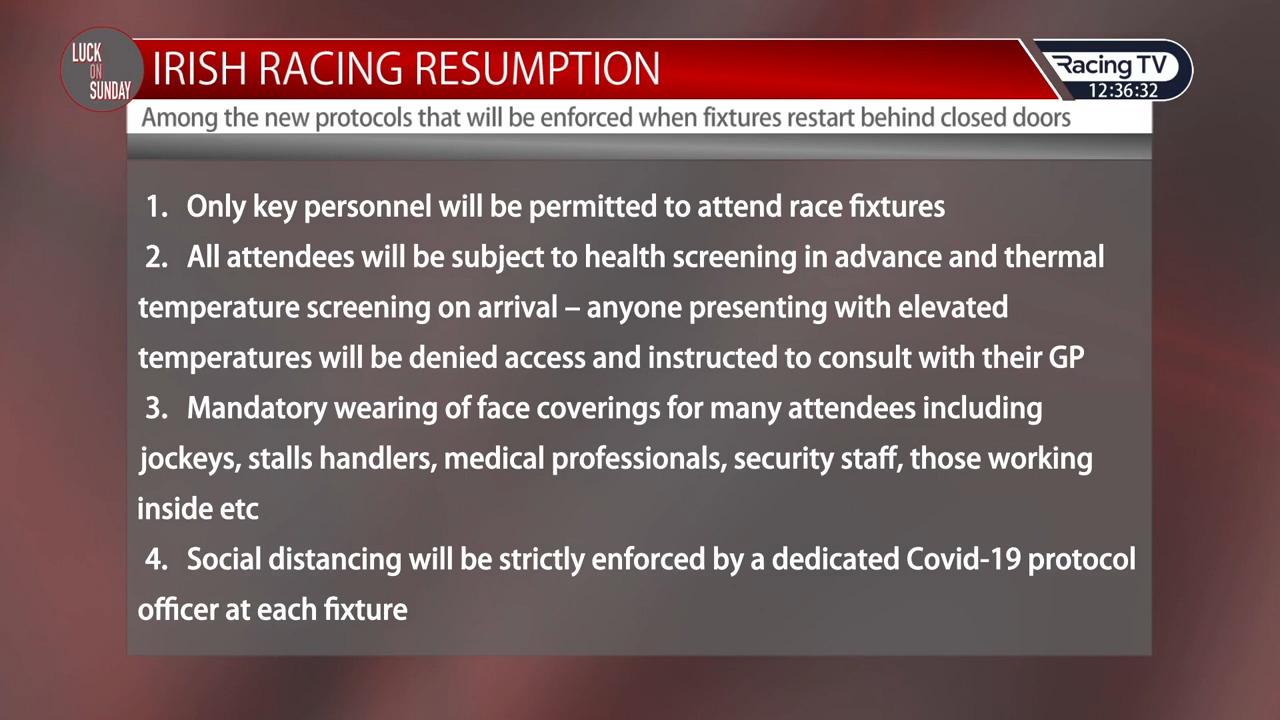 LUCK
ON
SUNDAY
IRISH RACING RESUMPTION
Racing TV
12:36:32
Among the new protocols that will be enforced when fixtures restart behind closed doors
1. Only key personnel will be permitted to attend race fixtures
2. All attendees will be subject to health screening in advance and thermal
temperature screening on arrival – anyone presenting with elevated
temperatures will be denied access and instructed to consult with their GP
3. Mandatory wearing of face coverings for many attendees including
jockeys, stalls handlers, medical professionals, security staff, those working
inside etc
4. Social distancing will be strictly enforced by a dedicated Covid-19 protocol
officer at each fixture